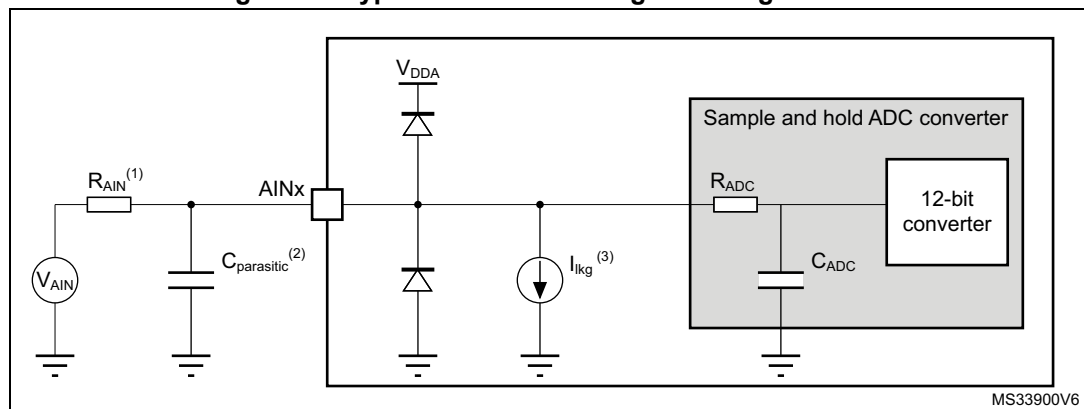 V_DDA
Sample and hold ADC converter
R_AIN^(1)
AINx
R_ADC
12-bit
converter
C_parasitic^(2)
I_lkg^(3)
C_ADC
V_AIN
MS33900V6